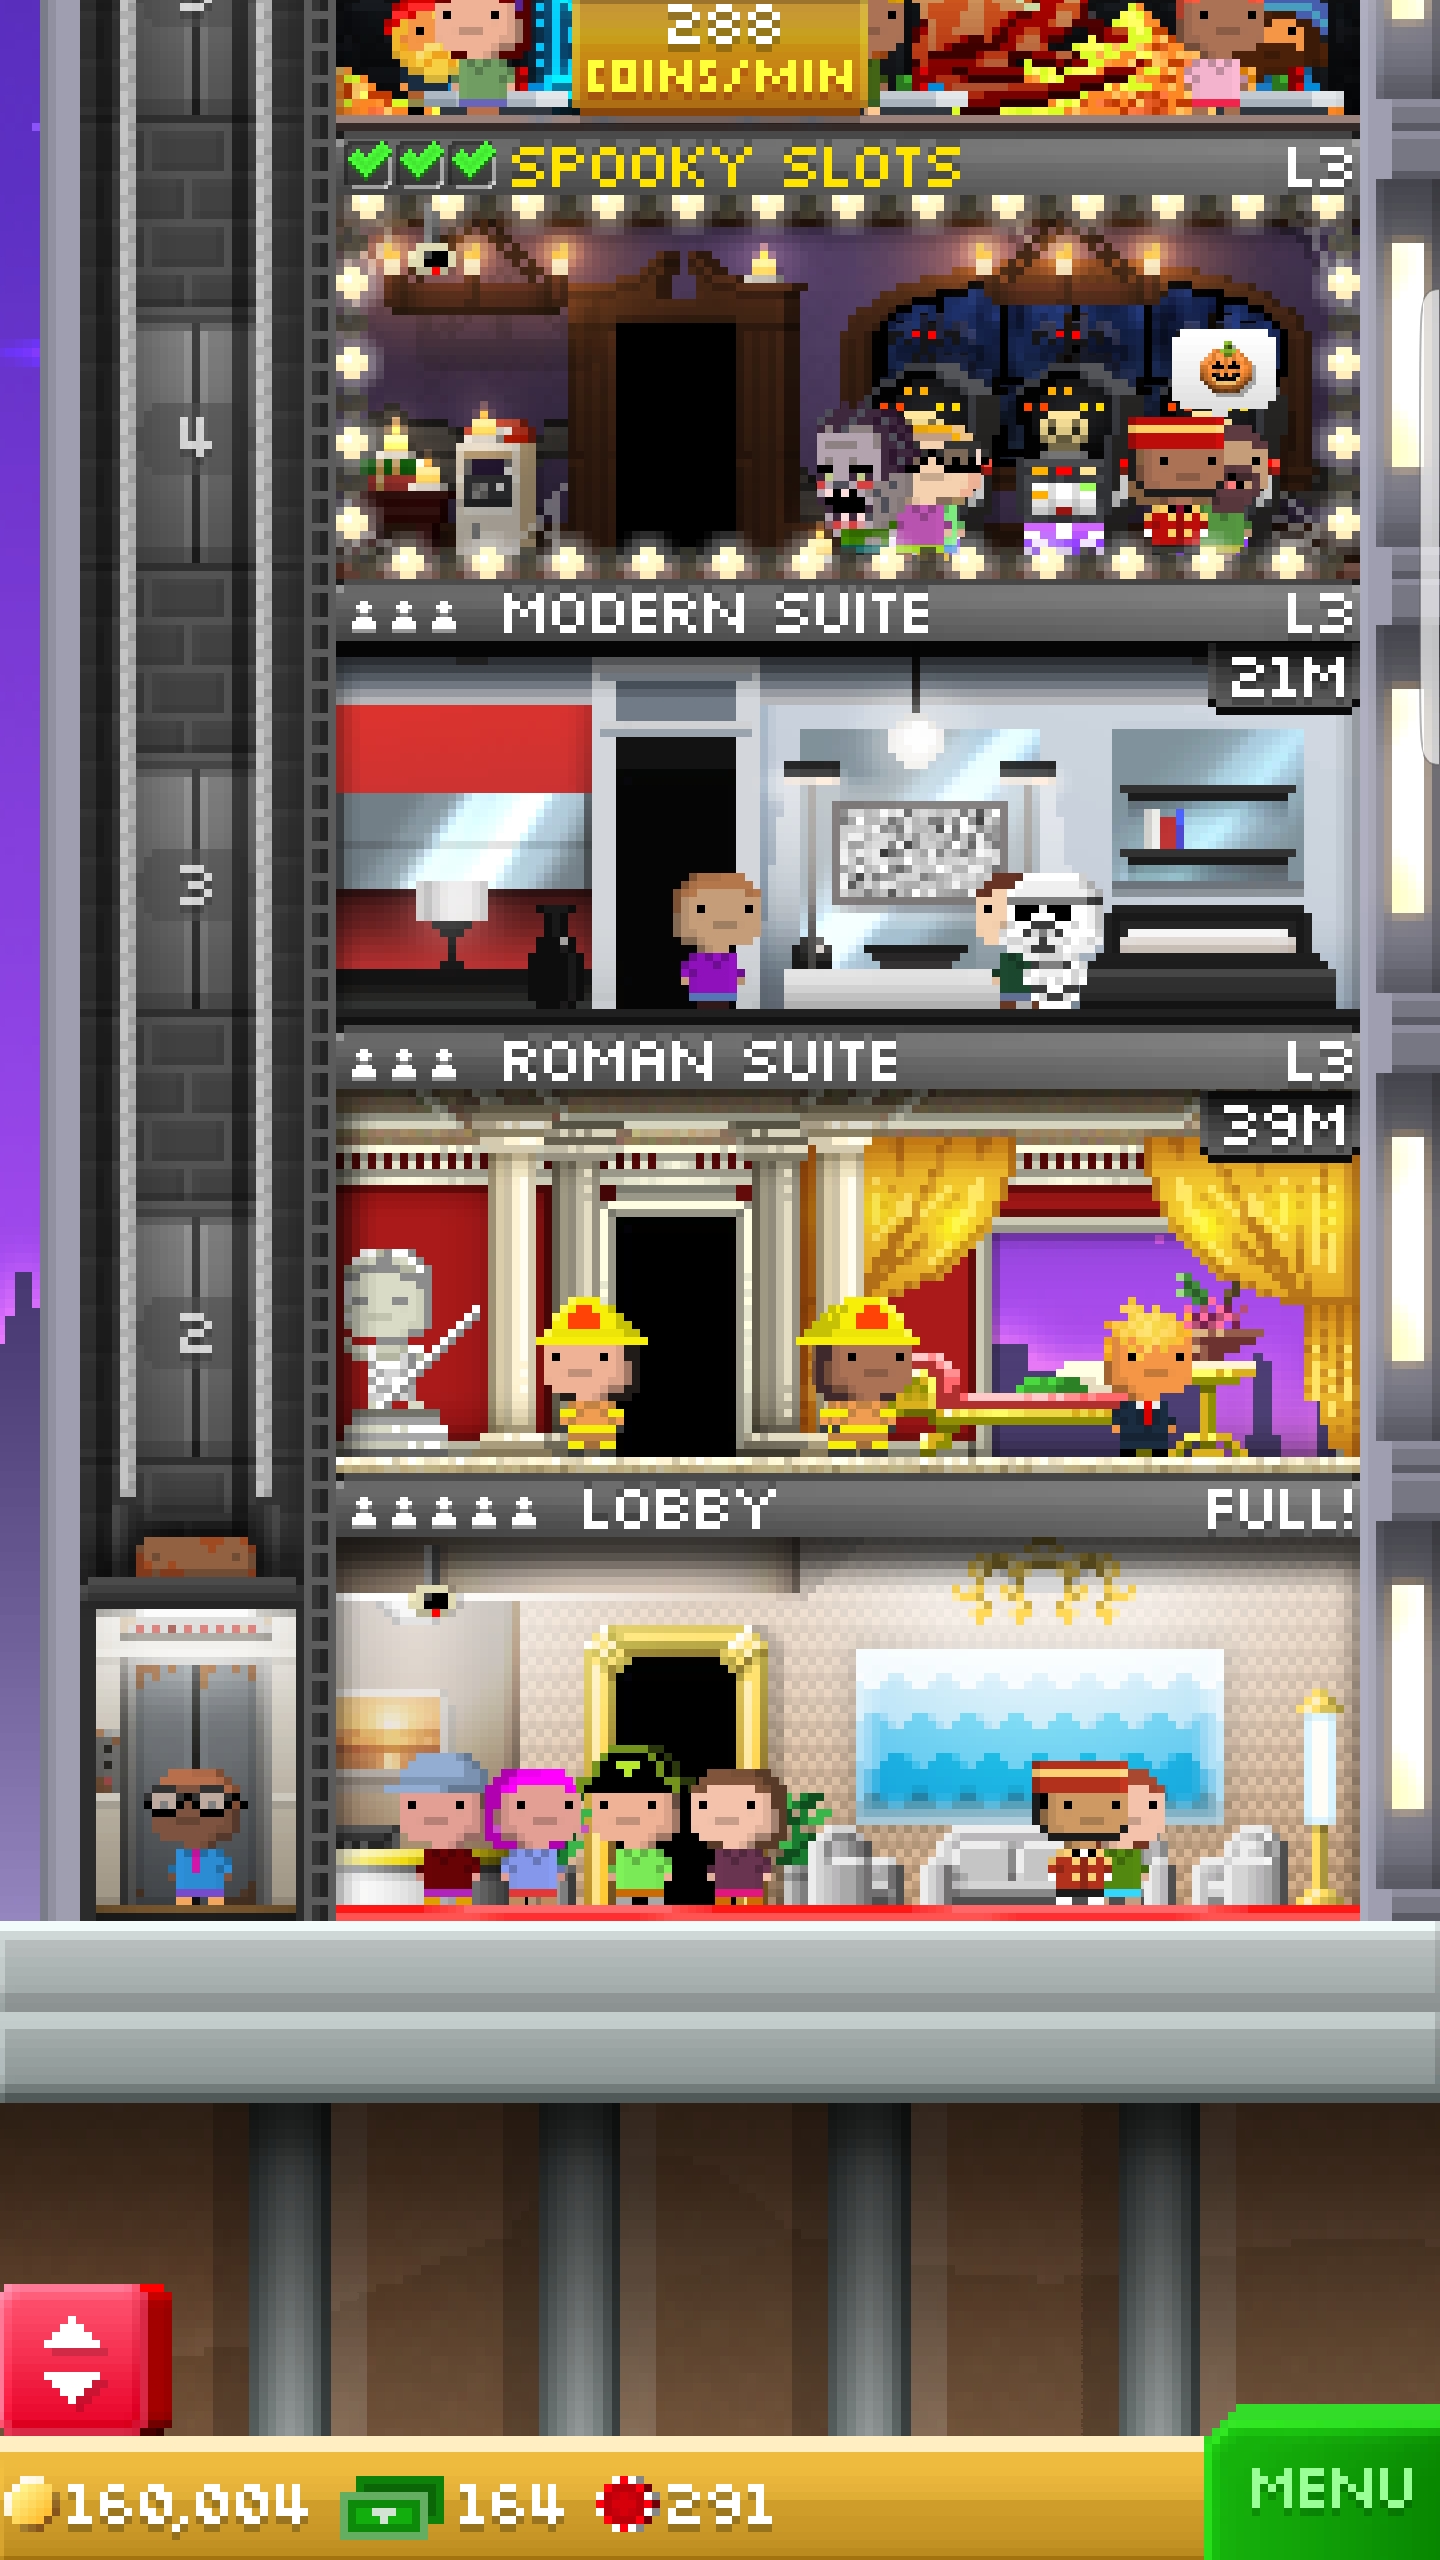 288
COINS/MIN
SPOOKY SLOTS L3
4
MODERN SUITE L3
21M
3
ROMAN SUITE L3
39M
2
LOBBY FULL!
160,004 164 291
MENU